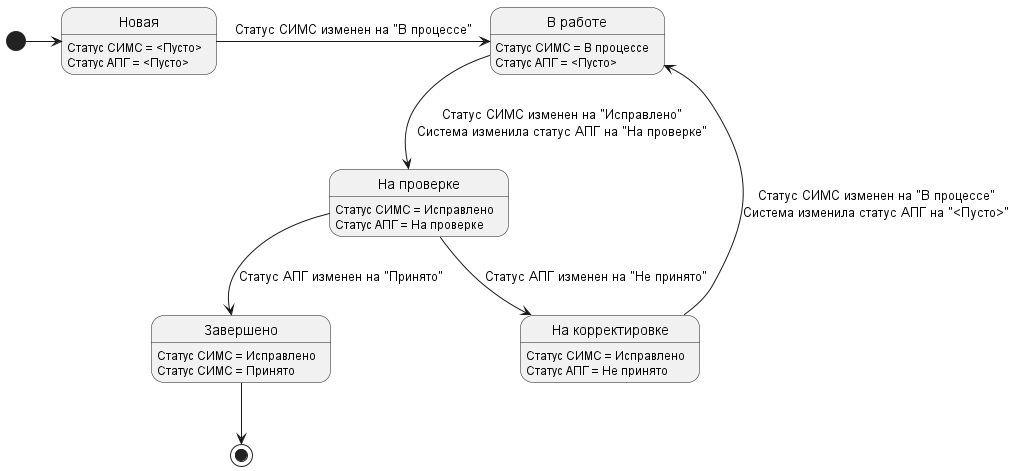 Новая
Статус СИМС = <Пусто>
Статус АПГ = <Пусто>
Статус СИМС изменен на "В процессе"
В работе
Статус СИМС = В процессе
Статус АПГ = <Пусто>
Статус СИМС изменен на "Исправлено"
Система изменила статус АПГ на "На проверке"
На проверке
Статус СИМС = Исправлено
Статус АПГ = На проверке
Статус СИМС изменен на "В процессе"
Система изменила статус АПГ на "<Пусто>"
Статус АПГ изменен на "Принято"
Статус АПГ изменен на "Не принято"
Завершено
Статус СИМС = Исправлено
Статус СИМС = Принято
На корректировке
Статус СИМС = Исправлено
Статус АПГ = Не принято